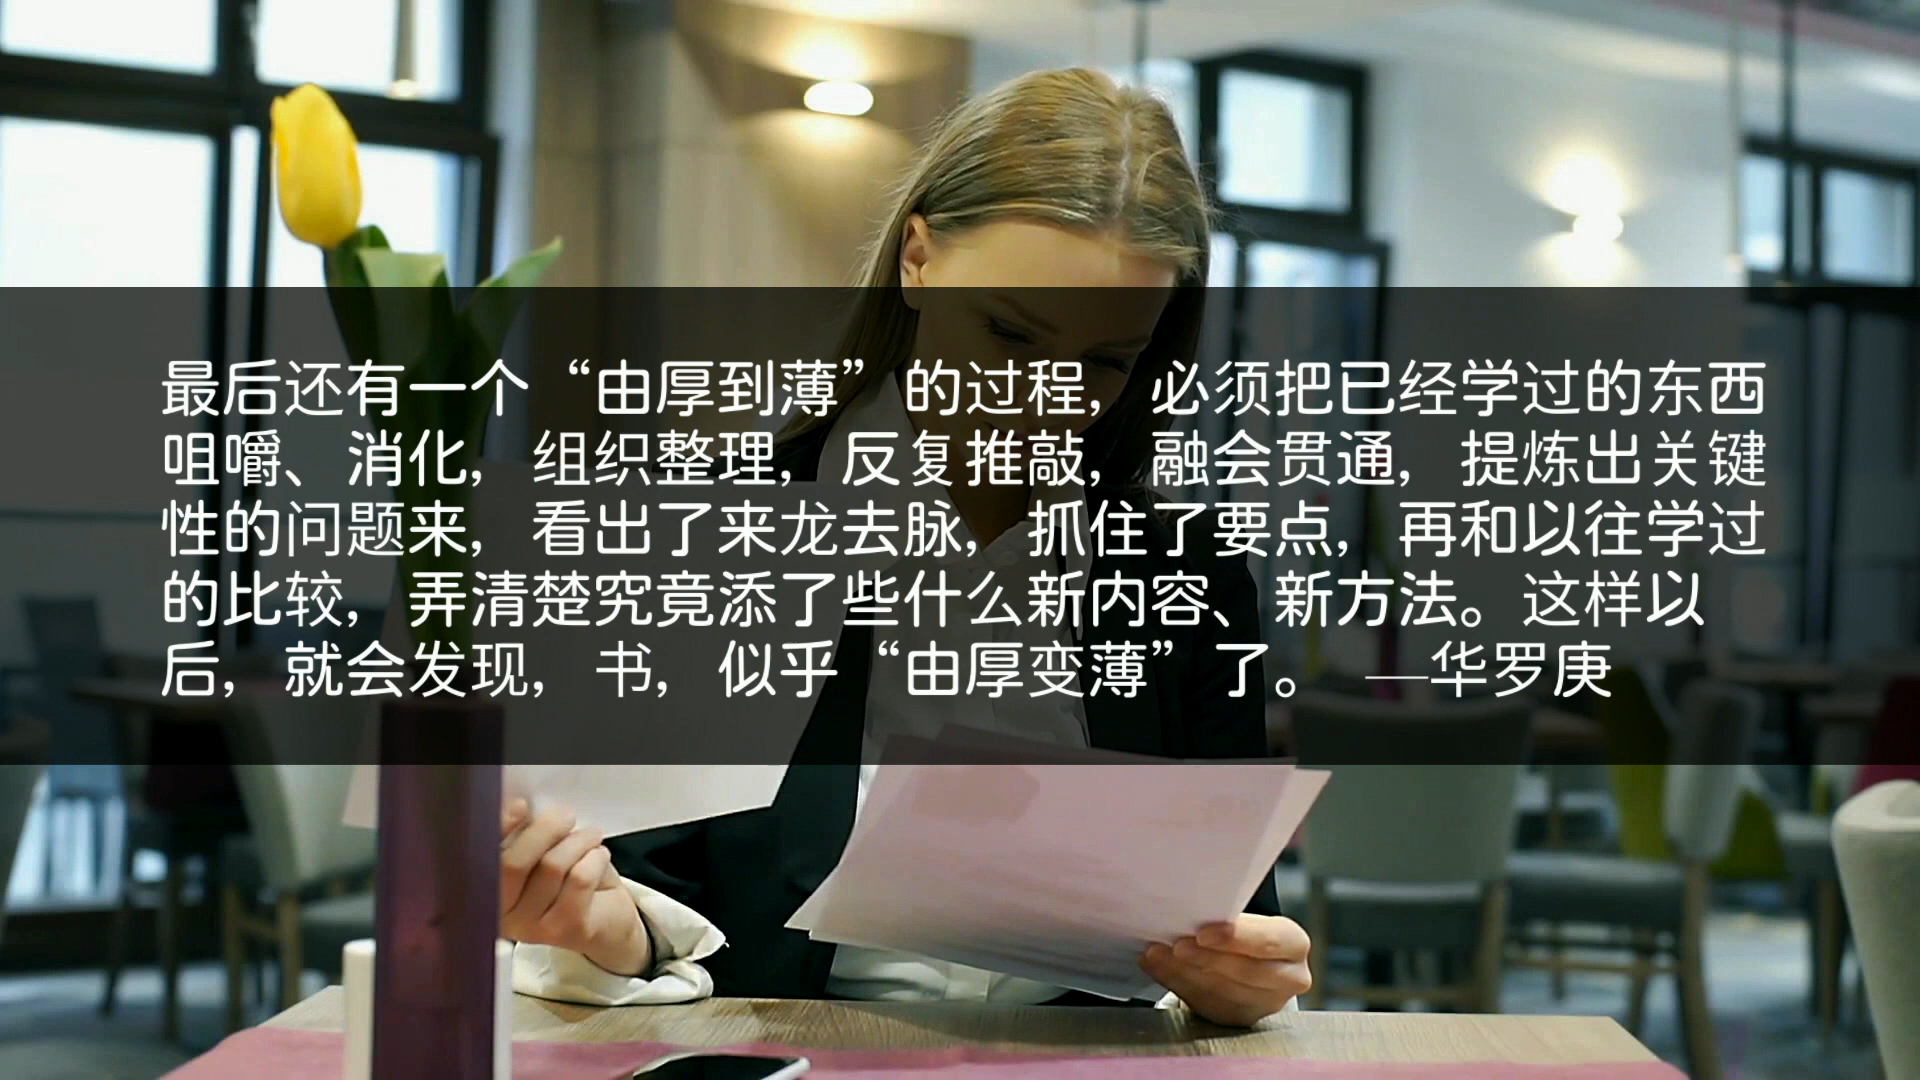 最后还有一个“由厚到薄”的过程，必须把已经学过的东西
咀嚼、消化，组织整理，反复推敲，融会贯通，提炼出关键
性的问题来，看出了来龙去脉，抓住了要点，再和以往学过
的比较，弄清楚究竟添了些什么新内容、新方法。这样以
后，就会发现，书，似乎“由厚变薄”了。 —华罗庚